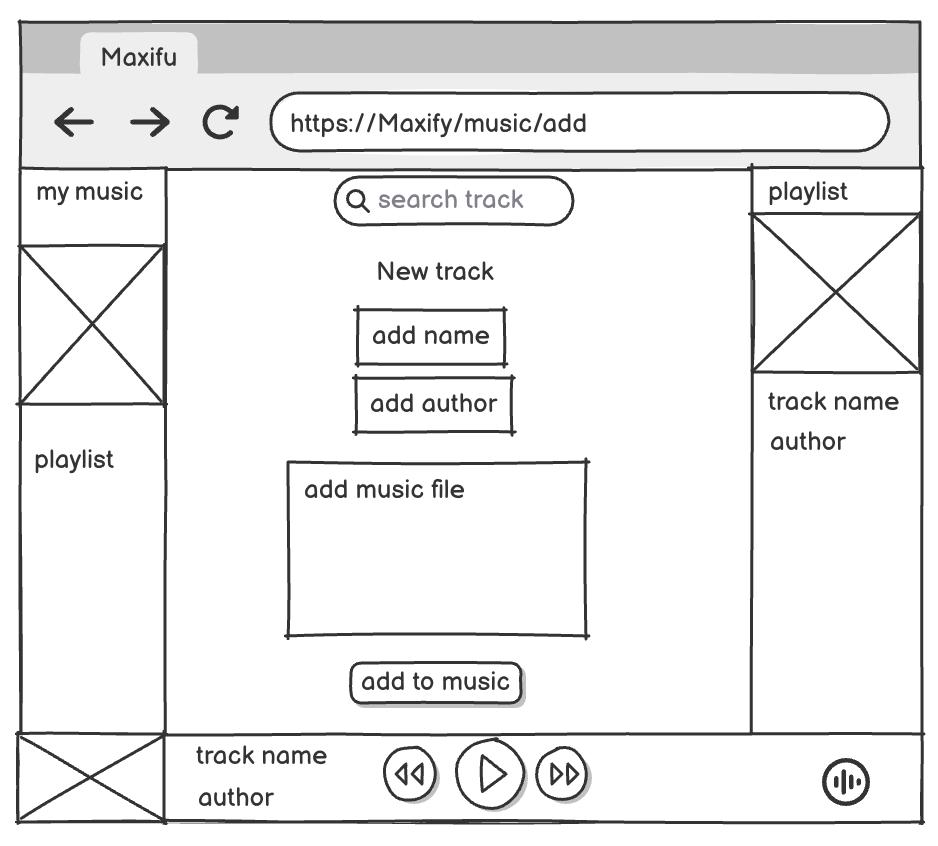 Maxifu
https://Maxify/music/add
my music
search track
playlist
New track
add name
add author
track name
author
playlist
add music file
add to music
track name
author